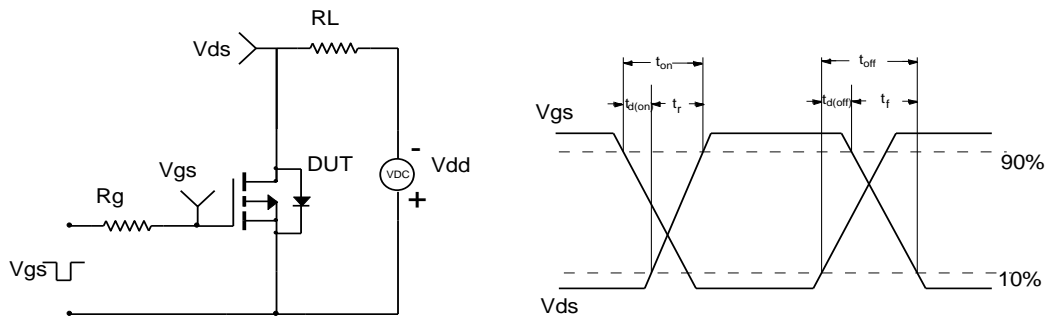 RL
Vds
DUT
-
VDC
Vdd
+
Vgs
Rg
Vgs
ton
toff
td(on)
tr
td(off)
tf
Vgs
90%
10%
Vds